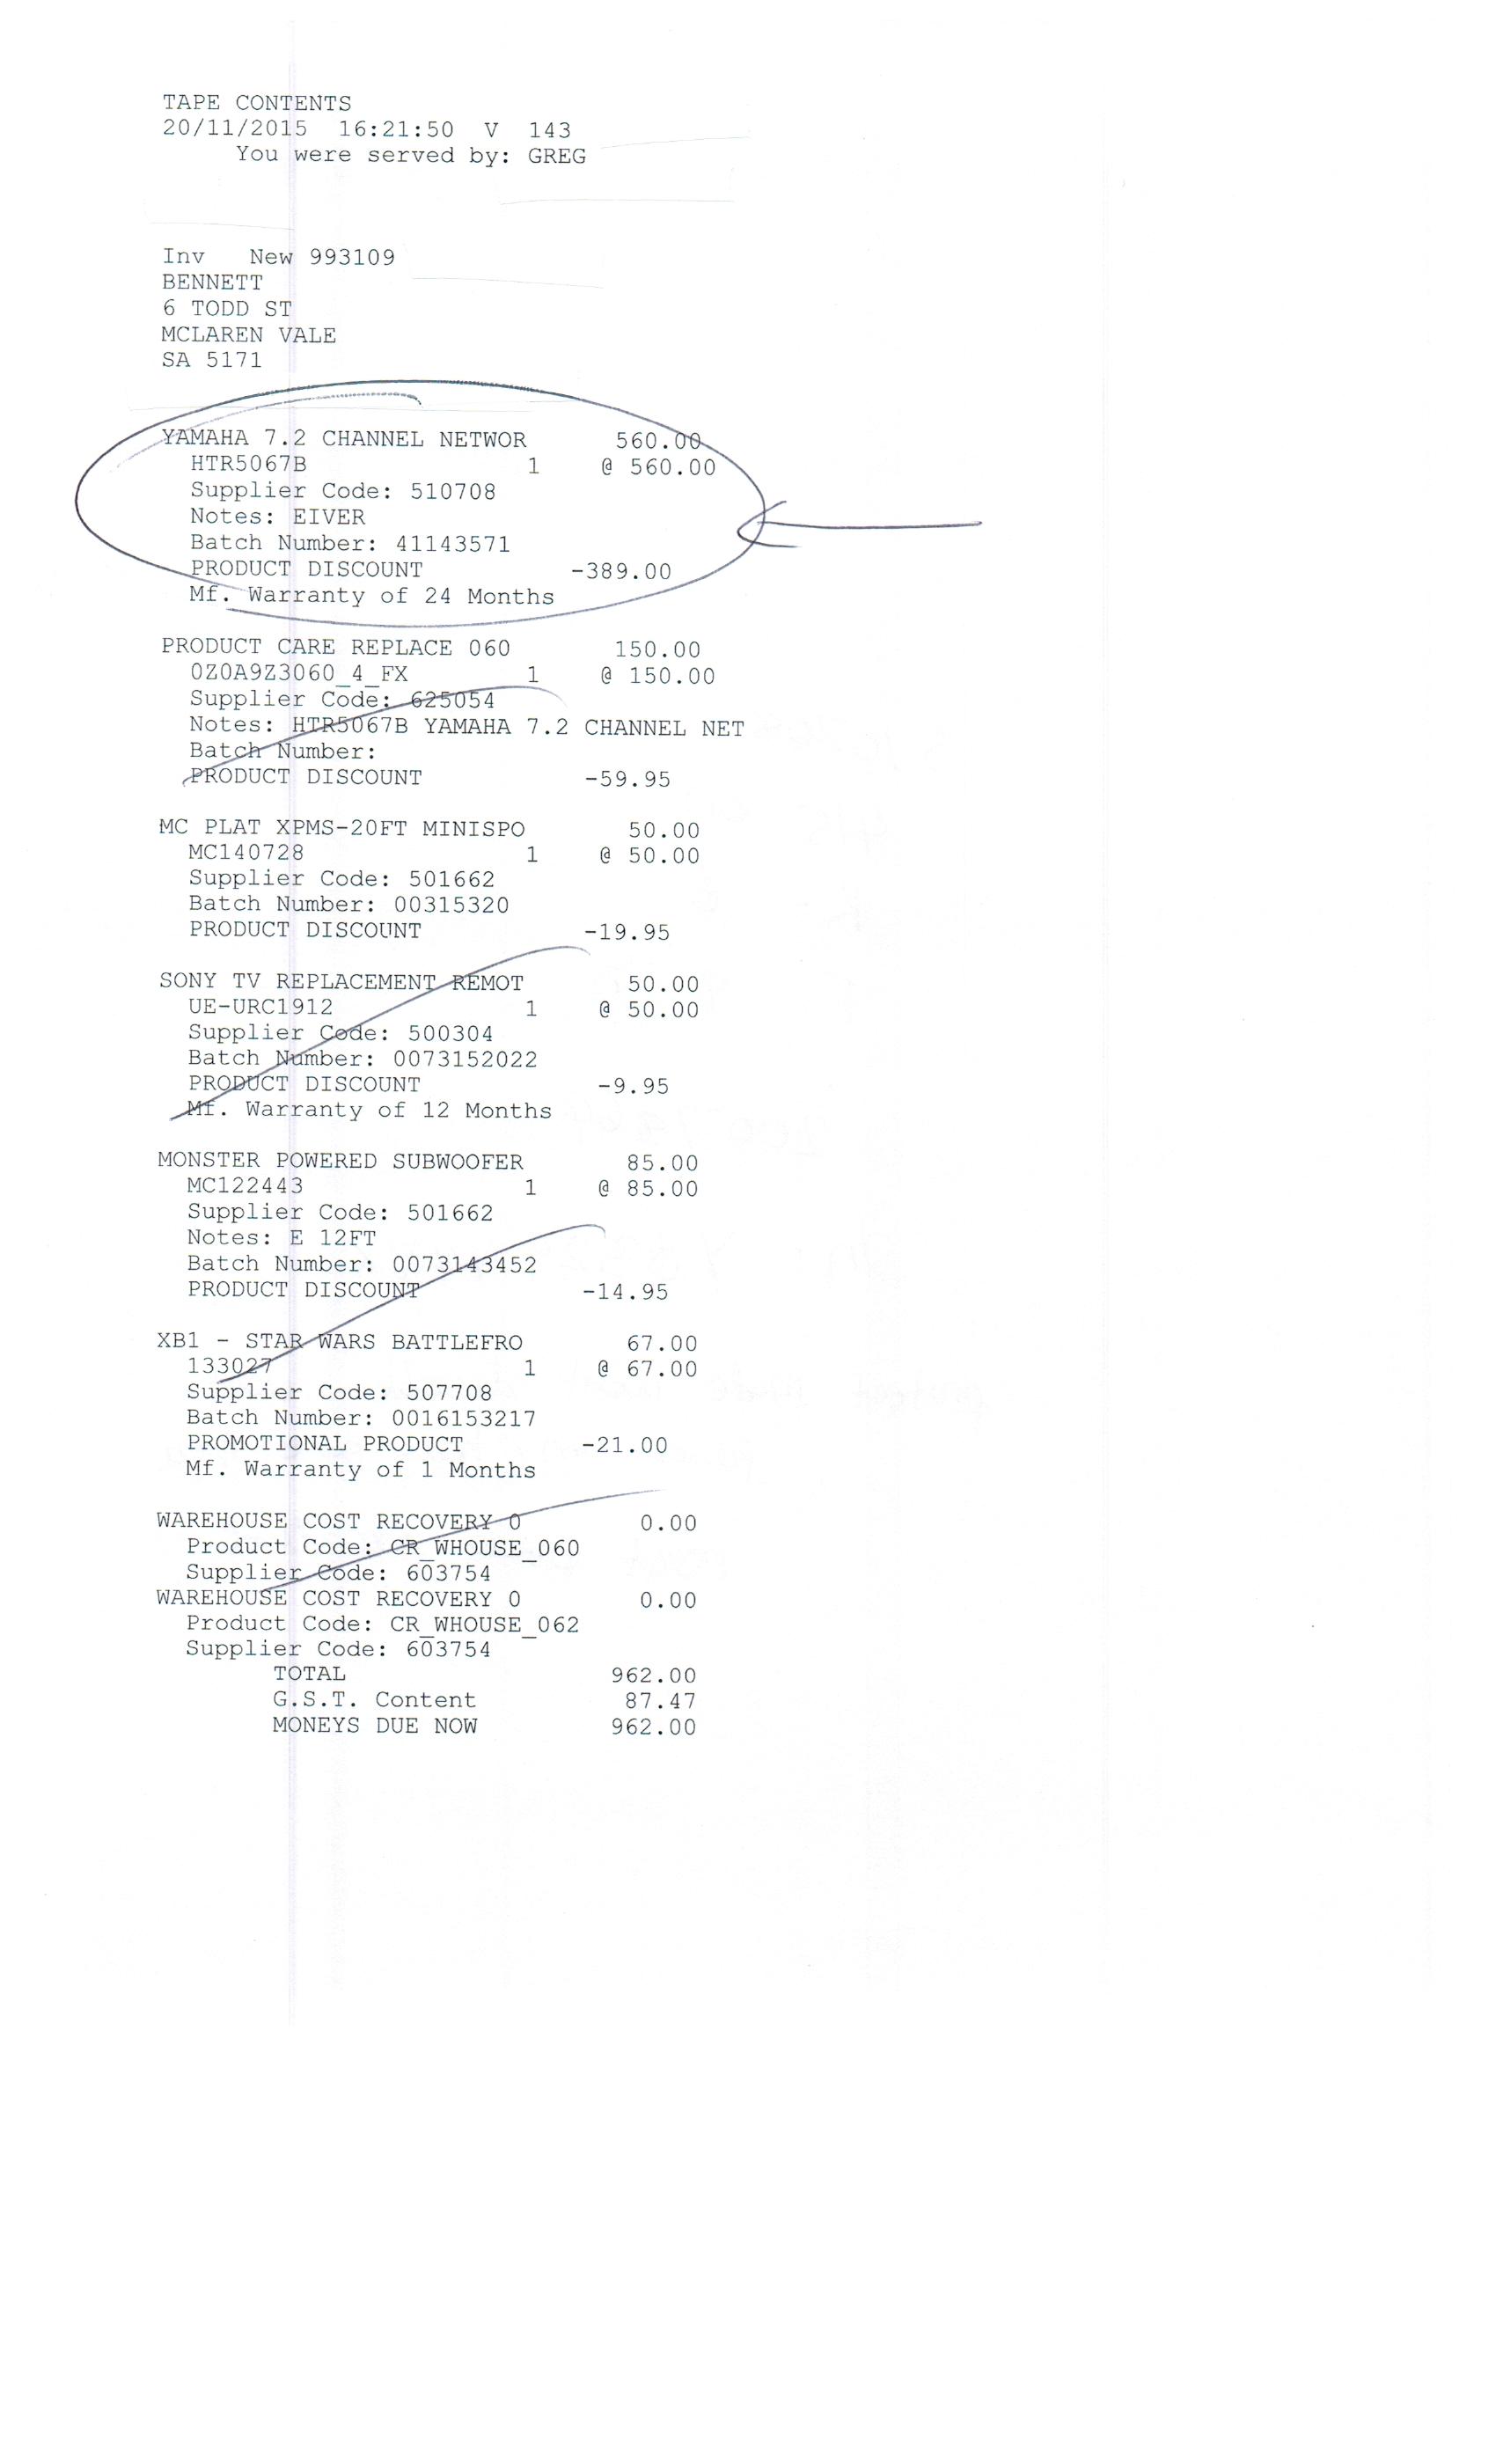 TAPE CONTENTS
20/11/2015 16:21:50 V 143
You were served by: GREG
Inv New 993109
BENNETT
6 TODD ST
MCLAREN VALE
SA 5171
YAMAHA 7.2 CHANNEL NETWOR 560.00
HTR5067B 1 @ 560.00
Supplier Code: 510708
Notes: EIVER
Batch Number: 41143571
PRODUCT DISCOUNT -389.00
Mf. Warranty of 24 Months
PRODUCT CARE REPLACE 060 150.00
0Z0A9Z3060_4_FX 1 @ 150.00
Supplier Code: 625054
Notes: HTR5067B YAMAHA 7.2 CHANNEL NET
Batch Number:
PRODUCT DISCOUNT -59.95
MC PLAT XPMS-20FT MINISPO 50.00
MC140728 1 @ 50.00
Supplier Code: 501662
Batch Number: 00315320
PRODUCT DISCOUNT -19.95
SONY TV REPLACEMENT REMOT 50.00
UE-URC1912 1 @ 50.00
Supplier Code: 500304
Batch Number: 0073152022
PRODUCT DISCOUNT -9.95
Mf. Warranty of 12 Months
MONSTER POWERED SUBWOOFER 85.00
MC122443 1 @ 85.00
Supplier Code: 501662
Notes: E 12FT
Batch Number: 0073143452
PRODUCT DISCOUNT -14.95
XB1 - STAR WARS BATTLEFRO 67.00
133027 1 @ 67.00
Supplier Code: 507708
Batch Number: 0016153217
PROMOTIONAL PRODUCT -21.00
Mf. Warranty of 1 Months
WAREHOUSE COST RECOVERY 0 0.00
Product Code: CR_WHOUSE_060
Supplier Code: 603754
WAREHOUSE COST RECOVERY 0 0.00
Product Code: CR_WHOUSE_062
Supplier Code: 603754
TOTAL 962.00
G.S.T. Content 87.47
MONEYS DUE NOW 962.00